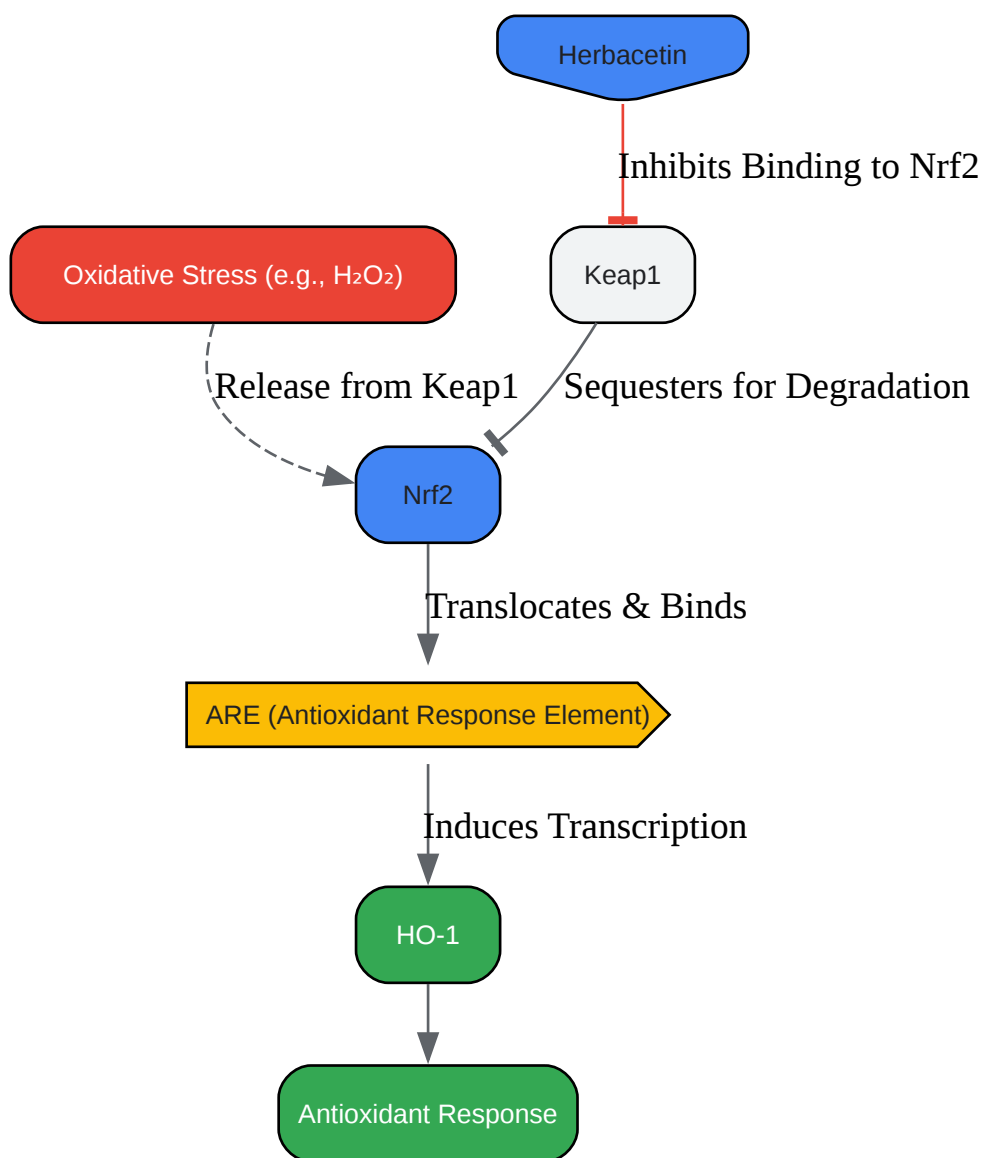 Herbacetin
Inhibits Binding to Nrf2
Oxidative Stress (e.g., H₂O₂)
Keap1
Release from Keap1
Sequesters for Degradation
Nrf2
Translocates & Binds
ARE (Antioxidant Response Element)
Induces Transcription
HO-1
Antioxidant Response